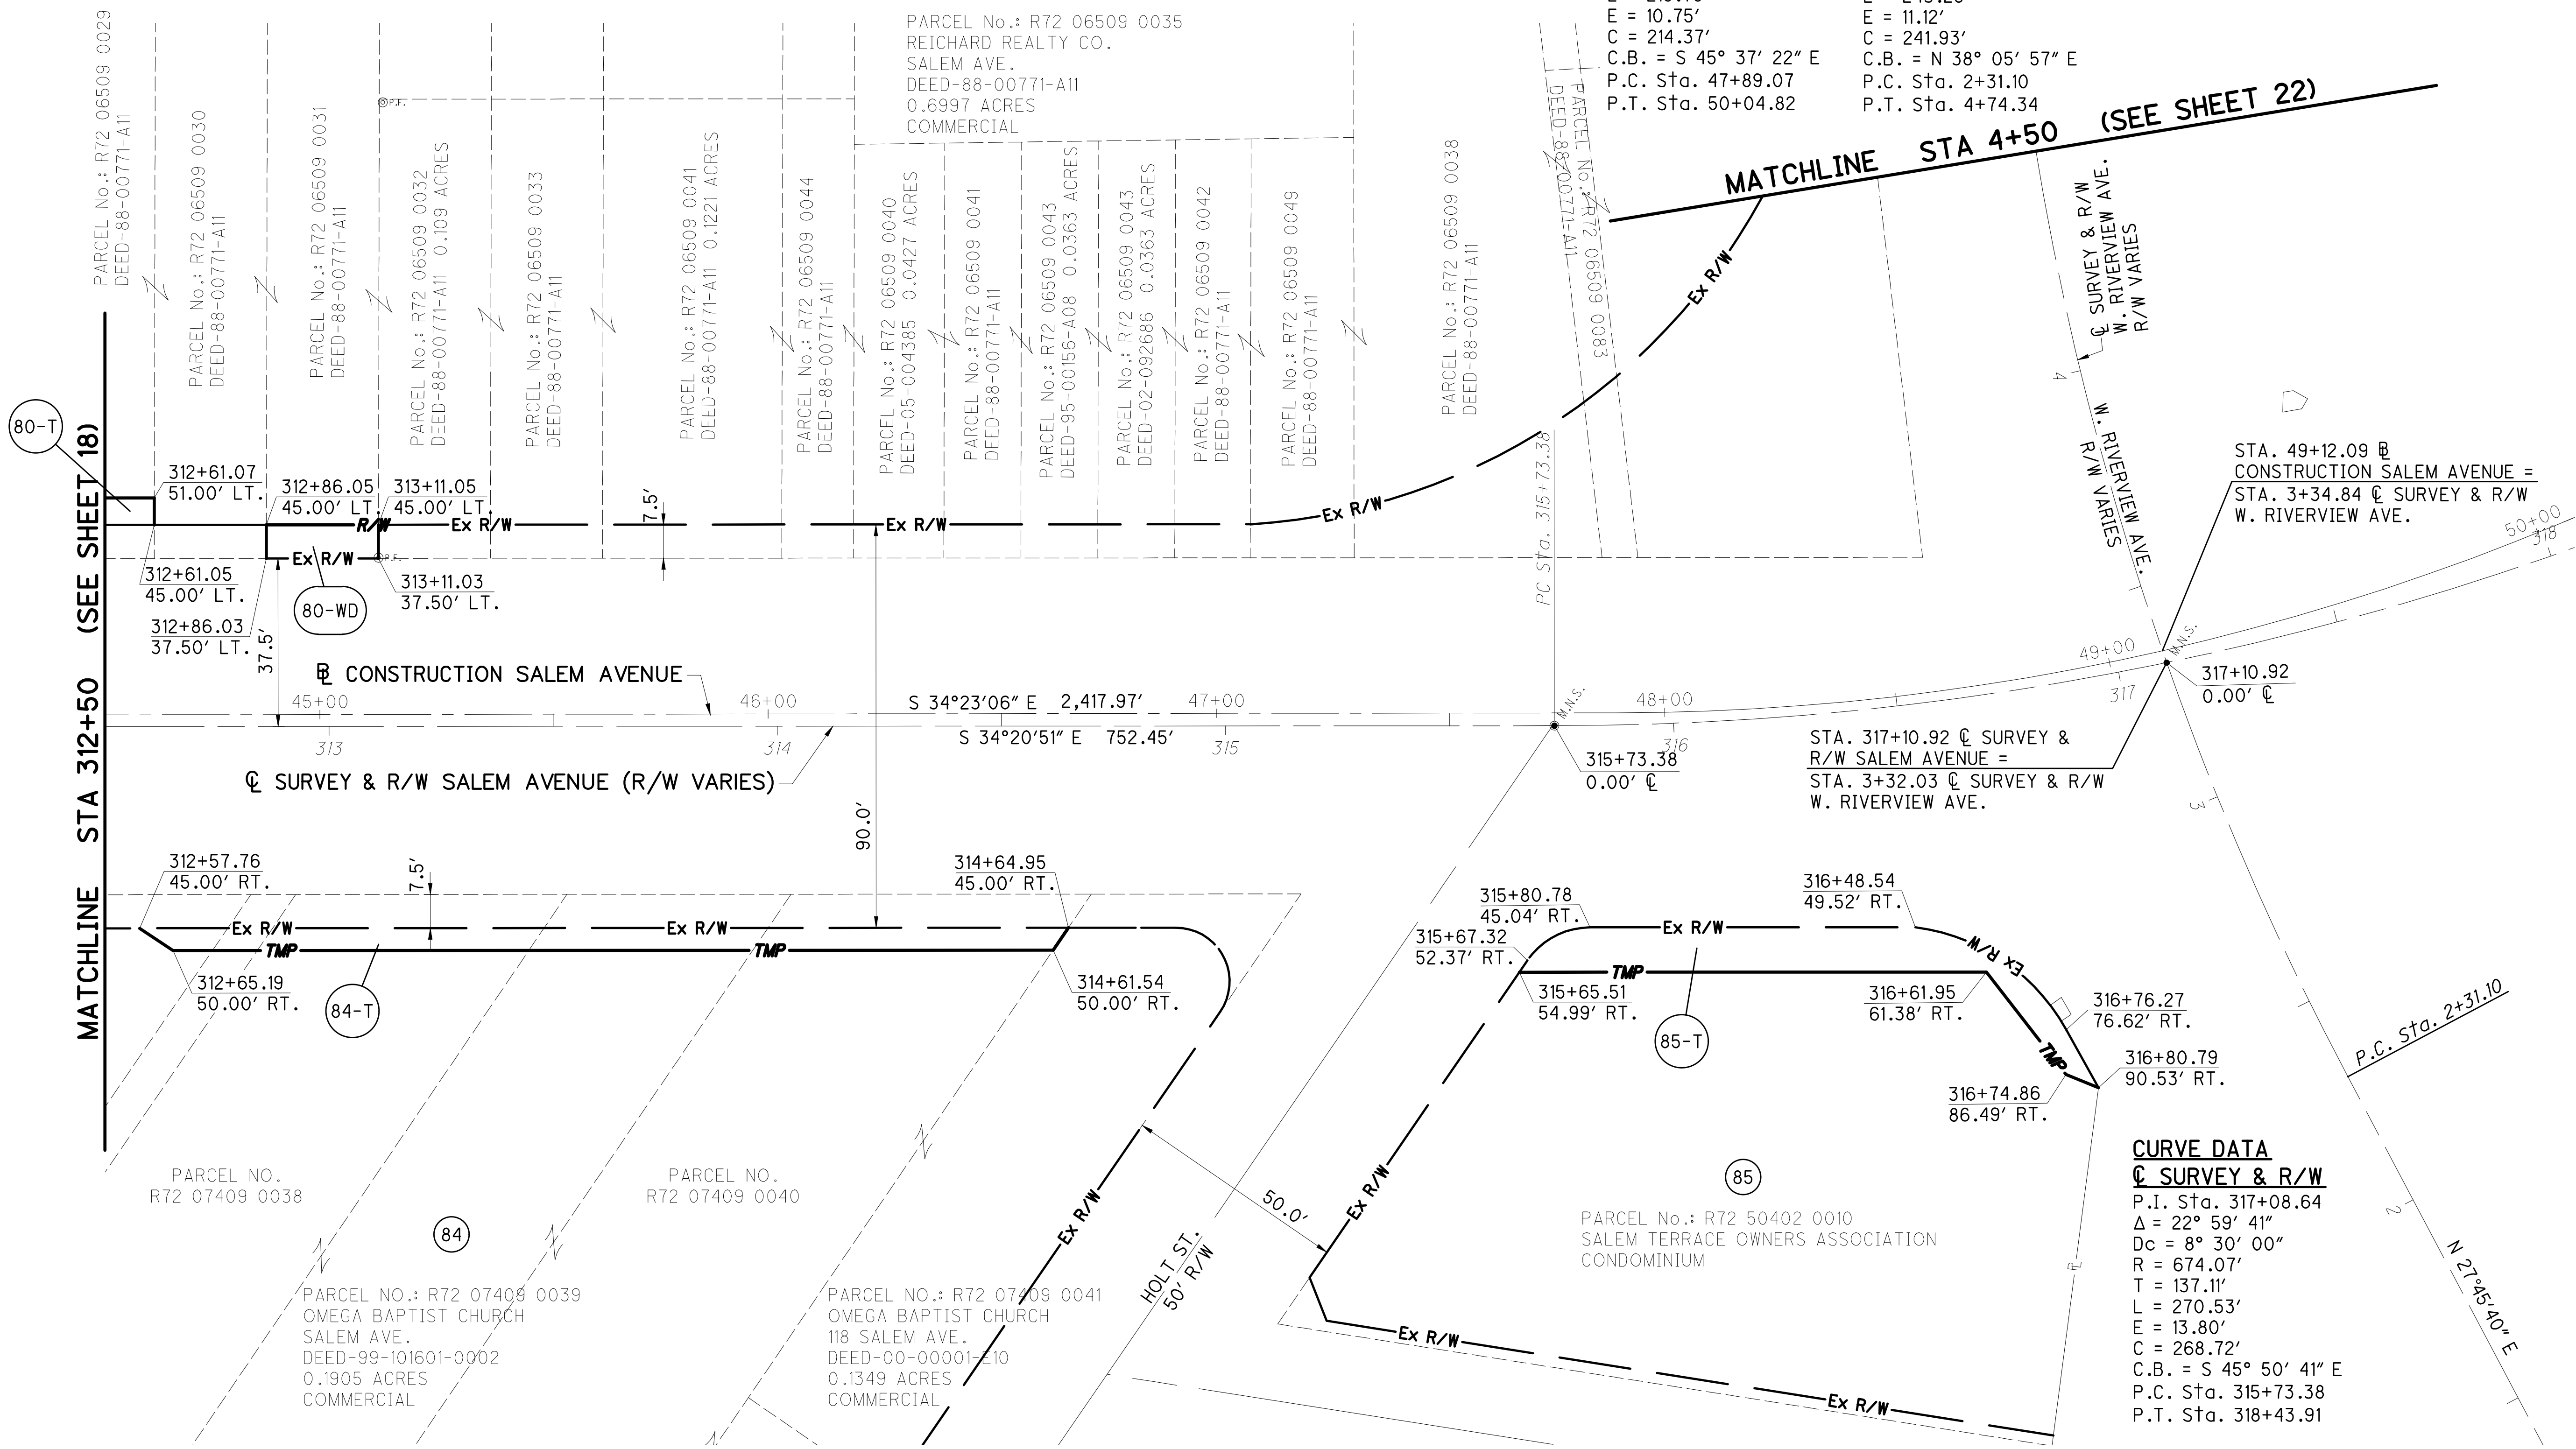 PARCEL No.: R72 06509 0029
DEED-88-00771-A11
PARCEL No.: R72 06509 0030
DEED-88-00771-A11
PARCEL No.: R72 06509 0031
DEED-88-00771-A11
P.F.
PARCEL No.: R72 06509 0032
DEED-88-00771-A11 0.109 ACRES
PARCEL No.: R72 06509 0033
DEED-88-00771-A11
PARCEL No.: R72 06509 0041
DEED-88-00771-A11 0.1221 ACRES
PARCEL No.: R72 06509 0044
DEED-88-00771-A11
PARCEL No.: R72 06509 0035
REICHARD REALTY CO.
SALEM AVE.
DEED-88-00771-A11
0.6997 ACRES
COMMERCIAL
PARCEL No.: R72 06509 0040
DEED-05-004385 0.0427 ACRES
PARCEL No.: R72 06509 0041
DEED-88-00771-A11
PARCEL No.: R72 06509 0043
DEED-95-00156-A08 0.0363 ACRES
PARCEL No.: R72 06509 0043
DEED-02-092686 0.0363 ACRES
PARCEL No.: R72 06509 0042
DEED-88-00771-A11
PARCEL No.: R72 06509 0049
DEED-88-00771-A11
PARCEL No.: R72 06509 0038
DEED-88-00771-A11
PARCEL No.: R72 06509 0083
DEED-88-00771-A11
E = 10.75'
C = 214.37'
C.B. = S 45° 37' 22" E
P.C. Sta. 47+89.07
P.T. Sta. 50+04.82
E = 11.12'
C = 241.93'
C.B. = N 38° 05' 57" E
P.C. Sta. 2+31.10
P.T. Sta. 4+74.34
MATCHLINE STA 4+50 (SEE SHEET 22)
℄ SURVEY & R/W
W. RIVERVIEW AVE.
R/W VARIES
4
W. RIVERVIEW AVE.
R/W VARIES
STA. 49+12.09 BL
CONSTRUCTION SALEM AVENUE =
STA. 3+34.84 ℄ SURVEY & R/W
W. RIVERVIEW AVE.
50+00
318
80-T
MATCHLINE STA 312+50 (SEE SHEET 18)
312+61.07
51.00' LT.
312+86.05
45.00' LT.
313+11.05
45.00' LT.
R/W
Ex R/W
7.5'
Ex R/W
Ex R/W
Ex R/W
PC Sta. 315+73.38
Ex R/W
P.F.
312+61.05
45.00' LT.
80-WD
313+11.03
37.50' LT.
312+86.03
37.50' LT.
37.5'
BL CONSTRUCTION SALEM AVENUE
45+00
46+00
S 34°23'06" E 2,417.97'
47+00
48+00
49+00
M.N.S.
M.N.S.
317+10.92
0.00' ℄
313
314
S 34°20'51" E 752.45'
315
316
317
℄ SURVEY & R/W SALEM AVENUE (R/W VARIES)
315+73.38
0.00' ℄
STA. 317+10.92 ℄ SURVEY &
R/W SALEM AVENUE =
STA. 3+32.03 ℄ SURVEY & R/W
W. RIVERVIEW AVE.
3
90.0'
312+57.76
45.00' RT.
7.5'
314+64.95
45.00' RT.
Ex R/W
Ex R/W
TMP
TMP
312+65.19
50.00' RT.
84-T
314+61.54
50.00' RT.
315+80.78
45.04' RT.
316+48.54
49.52' RT.
315+67.32
52.37' RT.
Ex R/W
Ex R/W
TMP
315+65.51
54.99' RT.
85-T
316+61.95
61.38' RT.
316+76.27
76.62' RT.
TMP
316+80.79
90.53' RT.
316+74.86
86.49' RT.
P.C. Sta. 2+31.10
PARCEL NO.
R72 07409 0038
PARCEL NO.
R72 07409 0040
84
PARCEL NO.: R72 07409 0039
OMEGA BAPTIST CHURCH
SALEM AVE.
DEED-99-101601-0002
0.1905 ACRES
COMMERCIAL
PARCEL NO.: R72 07409 0041
OMEGA BAPTIST CHURCH
118 SALEM AVE.
DEED-00-00001-E10
0.1349 ACRES
COMMERCIAL
Ex R/W
50.0'
HOLT ST.
50' R/W
Ex R/W
85
PARCEL No.: R72 50402 0010
SALEM TERRACE OWNERS ASSOCIATION
CONDOMINIUM
Ex R/W
Ex R/W
PL
2
N 27°45'40" E
CURVE DATA
℄ SURVEY & R/W
P.I. Sta. 317+08.64
Δ = 22° 59' 41"
Dc = 8° 30' 00"
R = 674.07'
T = 137.11'
L = 270.53'
E = 13.80'
C = 268.72'
C.B. = S 45° 50' 41" E
P.C. Sta. 315+73.38
P.T. Sta. 318+43.91